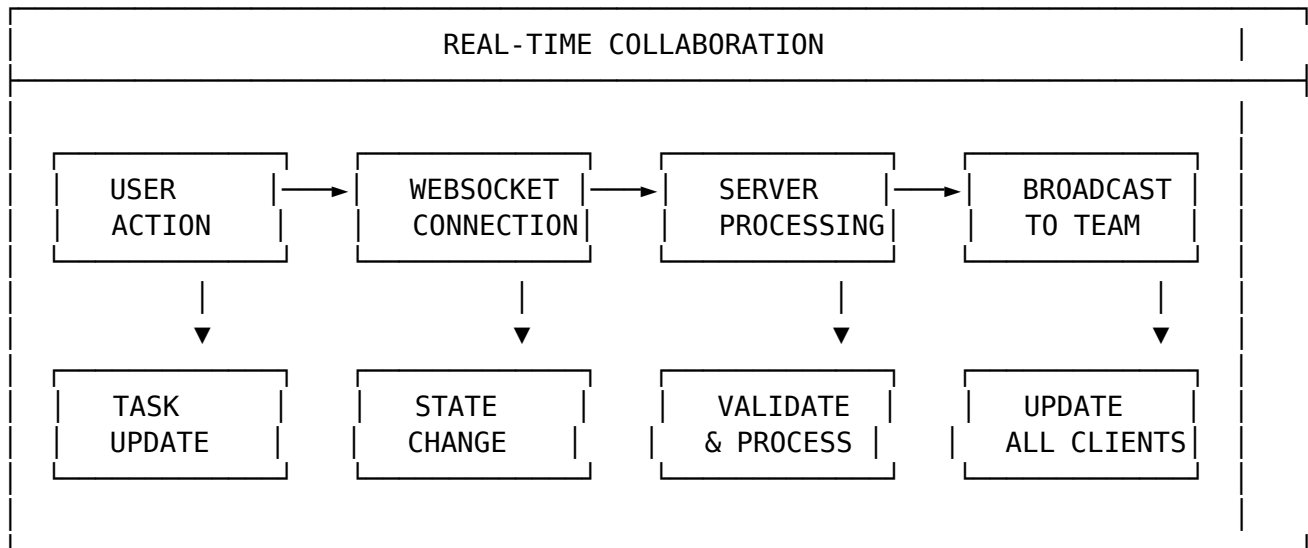 REAL-TIME COLLABORATION
USER ACTION
WEBSOCKET CONNECTION
SERVER PROCESSING
BROADCAST TO TEAM
TASK UPDATE
STATE CHANGE
VALIDATE & PROCESS
UPDATE ALL CLIENTS